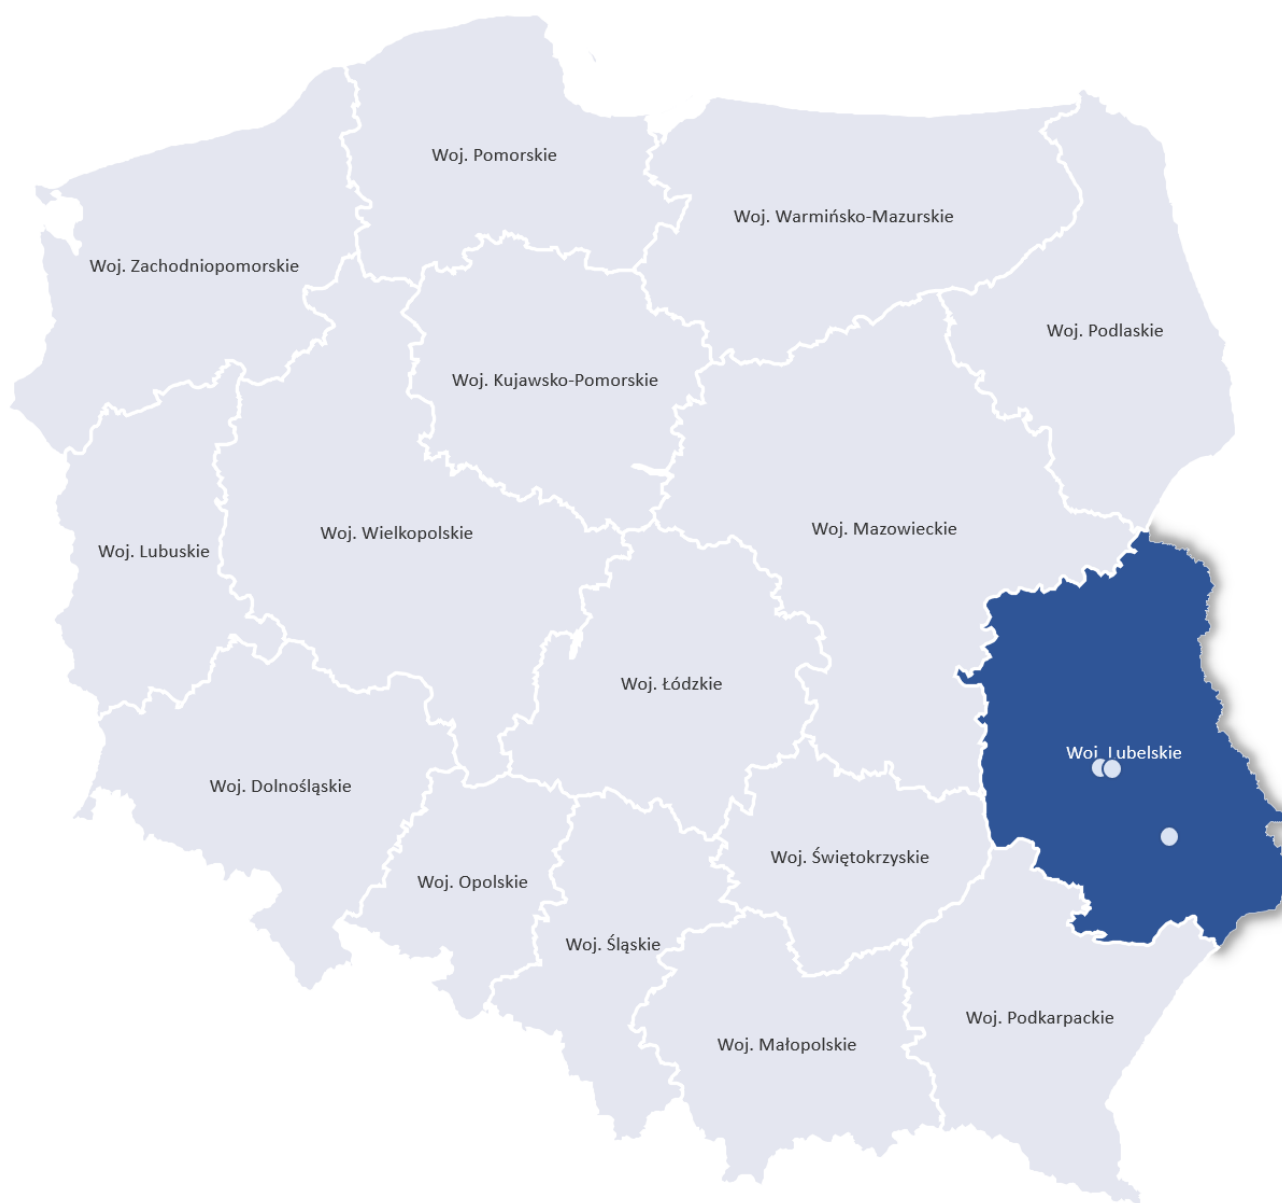 Woj. Pomorskie
Woj. Warmińsko-Mazurskie
Woj. Zachodniopomorskie
Woj. Podlaskie
Woj. Kujawsko-Pomorskie
Woj. Mazowieckie
Woj. Wielkopolskie
Woj. Lubuskie
Woj. Łódzkie
Woj. Lubelskie
Woj. Dolnośląskie
Woj. Świętokrzyskie
Woj. Opolskie
Woj. Śląskie
Woj. Podkarpackie
Woj. Małopolskie